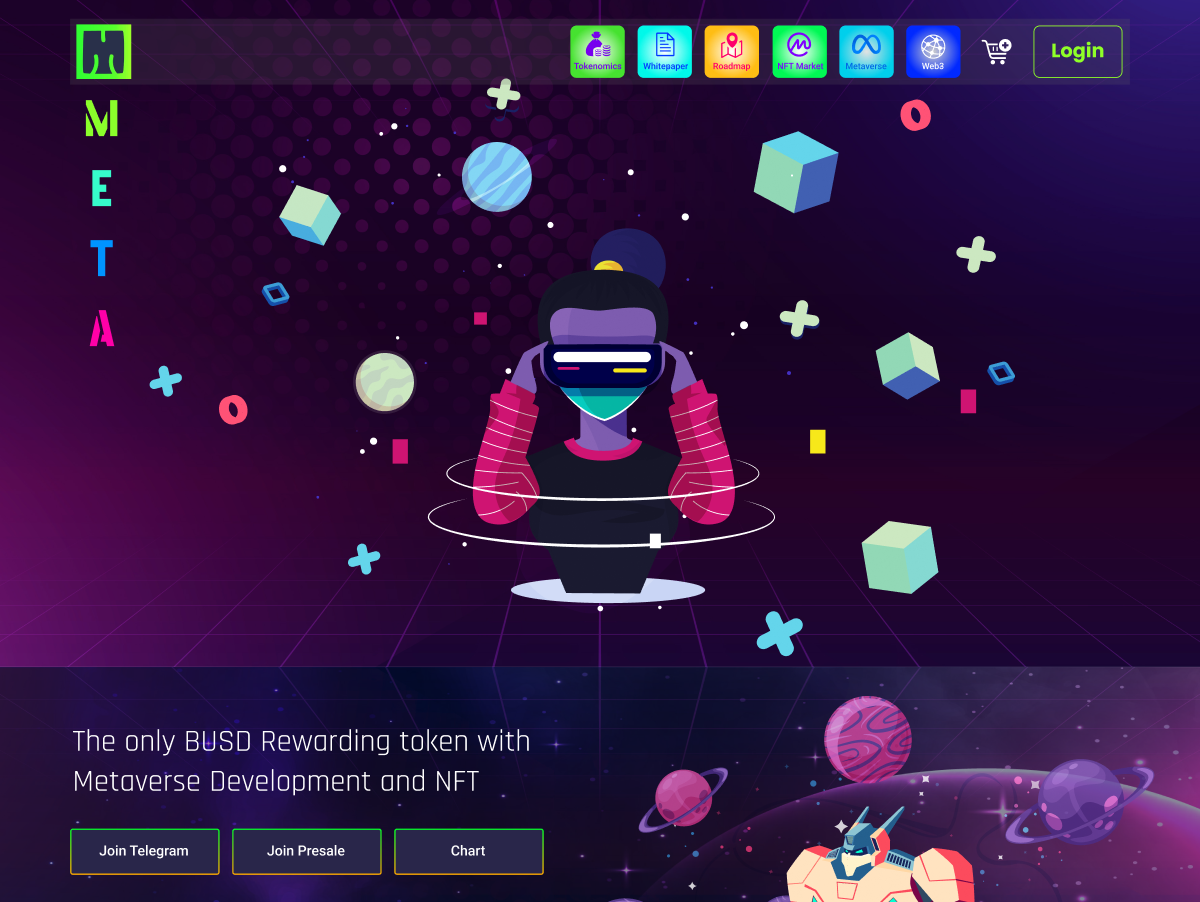 M
Tokenomics
Whitepaper
Roadmap
NFT Market
Metaverse
Web3
Login
M
E
T
A
The only BUSD Rewarding token with
Metaverse Development and NFT
Join Telegram
Join Presale
Chart